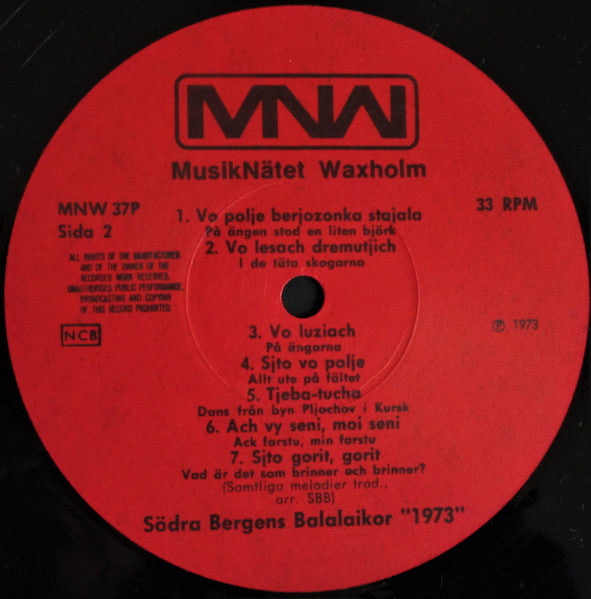 MNW
MusikNätet Waxholm
MNW 37P
Sida 2
33 RPM
1. Vo polje berjozonka stajala
På ängen stod en liten björk
2. Vo lesach dremutjich
I de täta skogarna
ALL RIGHTS OF THE MANUFACTURER
AND OF THE OWNER OF THE
RECORDED WORK RESERVED.
UNAUTHORISED PUBLIC PERFORMANCE,
BROADCASTING AND COPYING
OF THIS RECORD PROHIBITED.
NCB
℗ 1973
3. Vo luziach
På ängarna
4. Sjto vo polje
Allt ute på fältet
5. Tjeba-tucha
Dans från byn Pljochov i Kursk
6. Ach vy seni, moi seni
Ack farstu, min farstu
7. Sjto gorit, gorit
Vad är det som brinner och brinner?
(Samtliga melodier trad.,
arr. SBB)
Södra Bergens Balalaikor "1973"